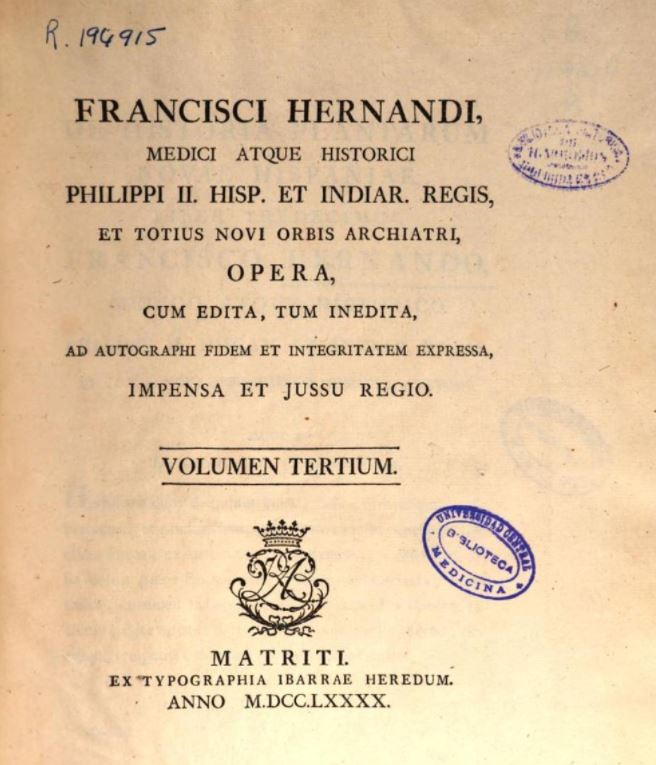 R. 194915
FRANCISCI HERNANDI,
MEDICI ATQUE HISTORICI
PHILIPPI II. HISP. ET INDIAR. REGIS,
ET TOTIUS NOVI ORBIS ARCHIATRI,
OPERA,
CUM EDITA, TUM INEDITA,
AD AUTOGRAPHI FIDEM ET INTEGRITATEM EXPRESSA,
IMPENSA ET JUSSU REGIO.
VOLUMEN TERTIUM.
UNIVERSIDAD CENTRAL
BIBLIOTECA
MEDICINA
MATRITI.
EX TYPOGRAPHIA IBARRAE HEREDUM.
ANNO M.DCC.LXXXX.